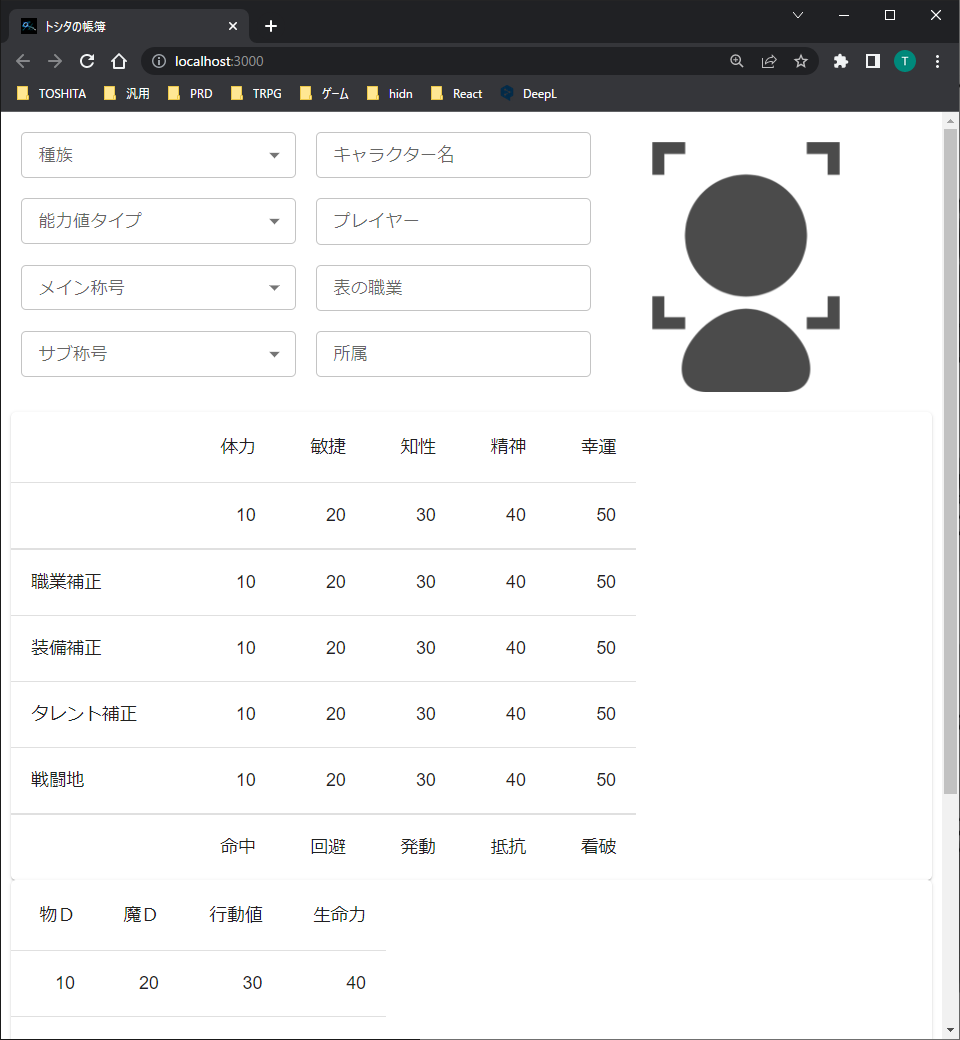 トシタの帳簿
localhost:3000
T
TOSHITA 汎用 PRD TRPG ゲーム hidn React DeepL
種族 キャラクター名
能力値タイプ プレイヤー
メイン称号 表の職業
サブ称号 所属
体力 敏捷 知性 精神 幸運
10 20 30 40 50
職業補正 10 20 30 40 50
装備補正 10 20 30 40 50
タレント補正 10 20 30 40 50
戦闘地 10 20 30 40 50
命中 回避 発動 抵抗 看破
物D 魔D 行動値 生命力
10 20 30 40